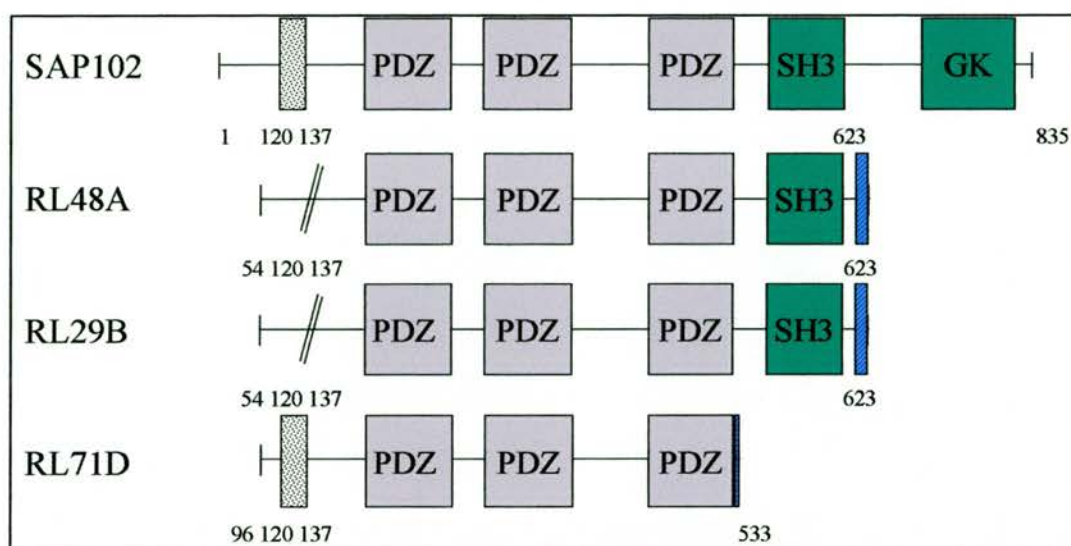 SAP102 PDZ PDZ PDZ SH3 GK
1 120 137 623 835
RL48A PDZ PDZ PDZ SH3
54 120 137 623
RL29B PDZ PDZ PDZ SH3
54 120 137 623
RL71D PDZ PDZ PDZ
96 120 137 533